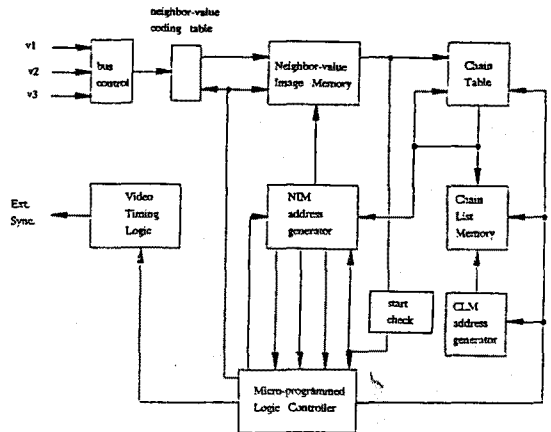 neighbor-value
coding table
v1
v2
v3
bus
control
Neighbor-value
Image Memory
Chain
Table
Ext.
Sync.
Video
Timing
Logic
NIM
address
generator
Chain
List
Memory
start
check
CLM
address
generator
Micro-programmed
Logic Controller